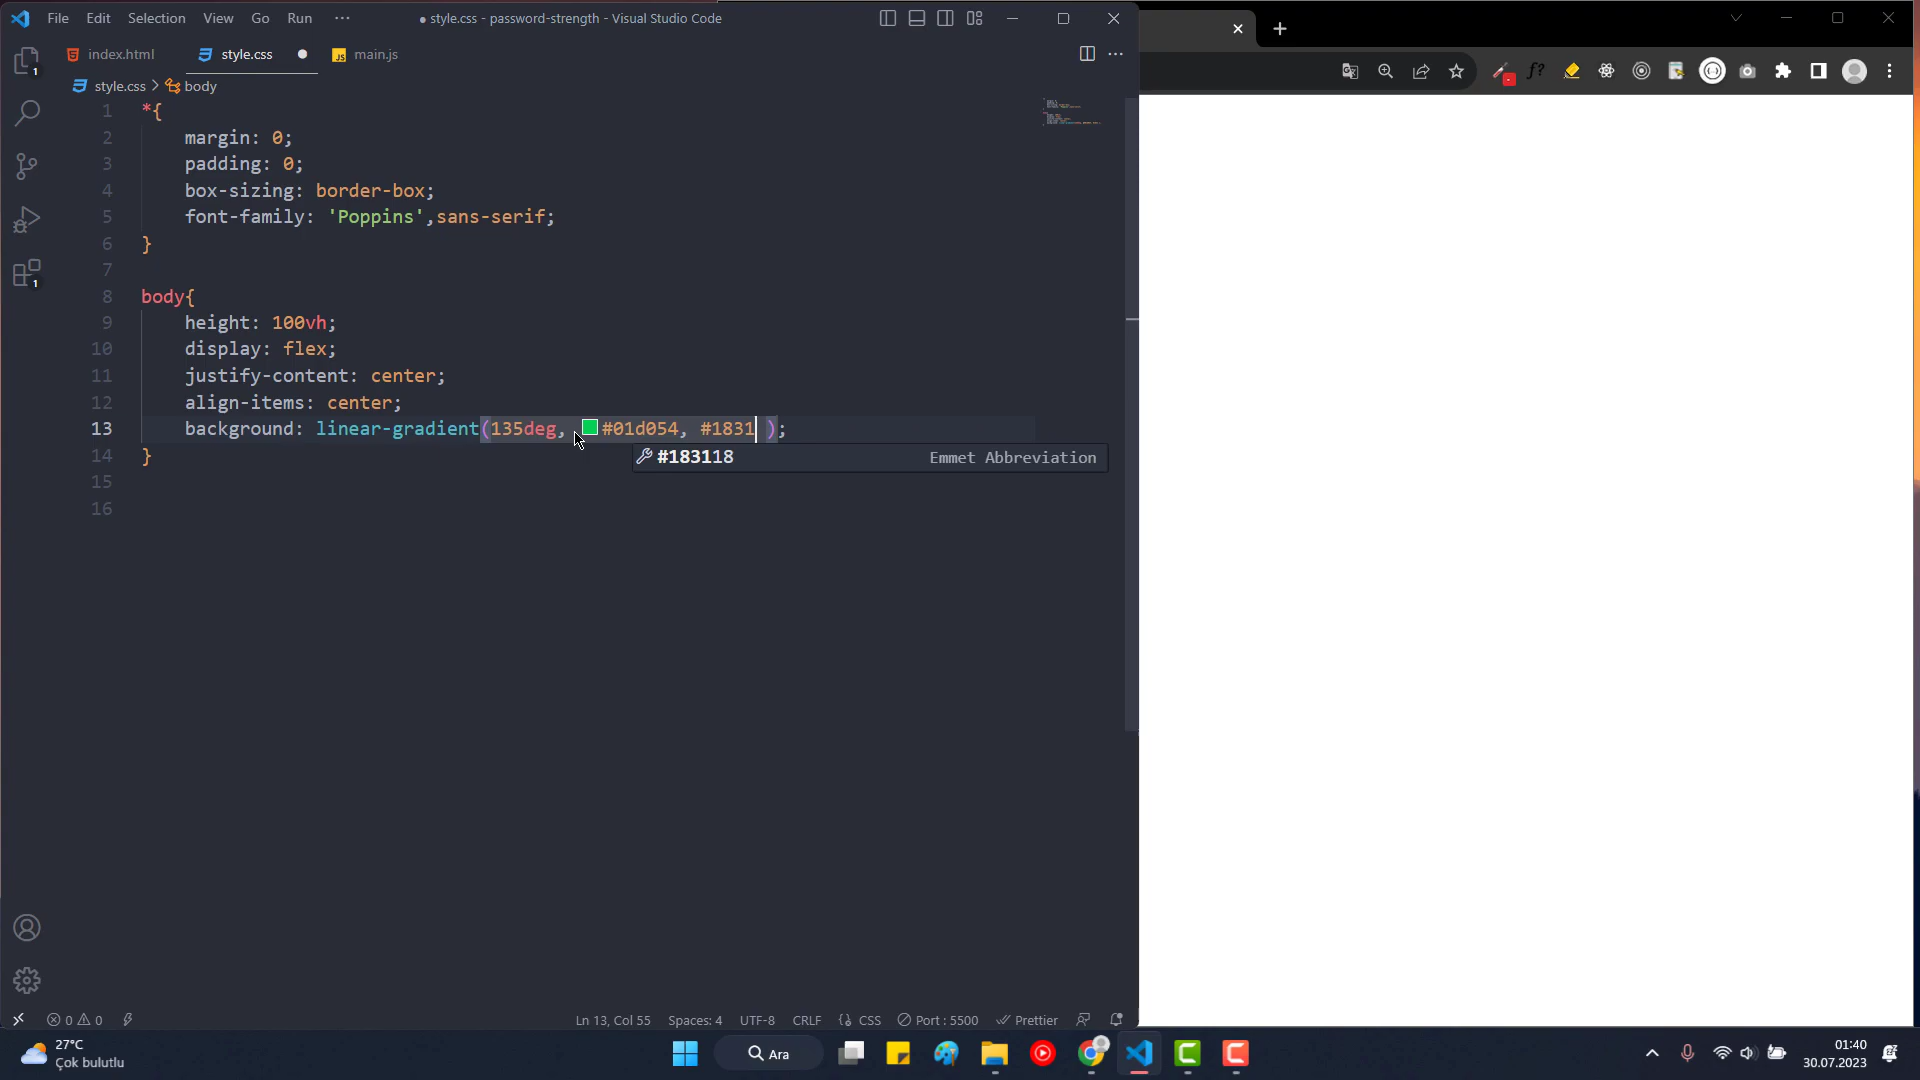 File Edit Selection View Go Run ··· ● style.css - password-strength - Visual Studio Code
index.html style.css main.js
style.css > body
1 *{
2 margin: 0;
3 padding: 0;
4 box-sizing: border-box;
5 font-family: 'Poppins',sans-serif;
6 }
7
8 body{
9 height: 100vh;
10 display: flex;
11 justify-content: center;
12 align-items: center;
13 background: linear-gradient(135deg, #01d054, #1831 );
#183118 Emmet Abbreviation
14 }
15
16
1
1
0 0 Ln 13, Col 55 Spaces: 4 UTF-8 CRLF {} CSS Port : 5500 Prettier
27°C
Çok bulutlu
Ara
01:40
30.07.2023